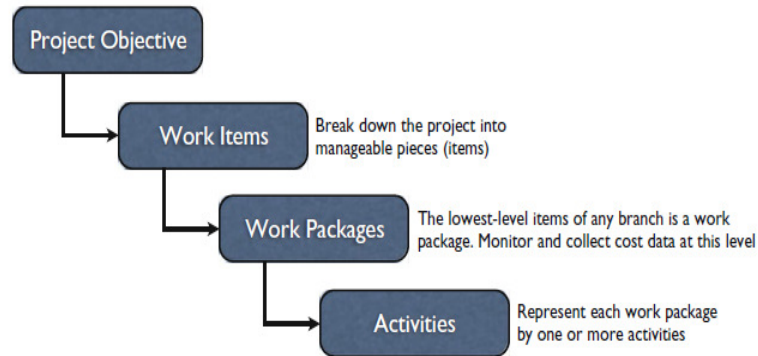 Project Objective
Work Items
Break down the project into
manageable pieces (items)
Work Packages
The lowest-level items of any branch is a work
package. Monitor and collect cost data at this level
Activities
Represent each work package
by one or more activities